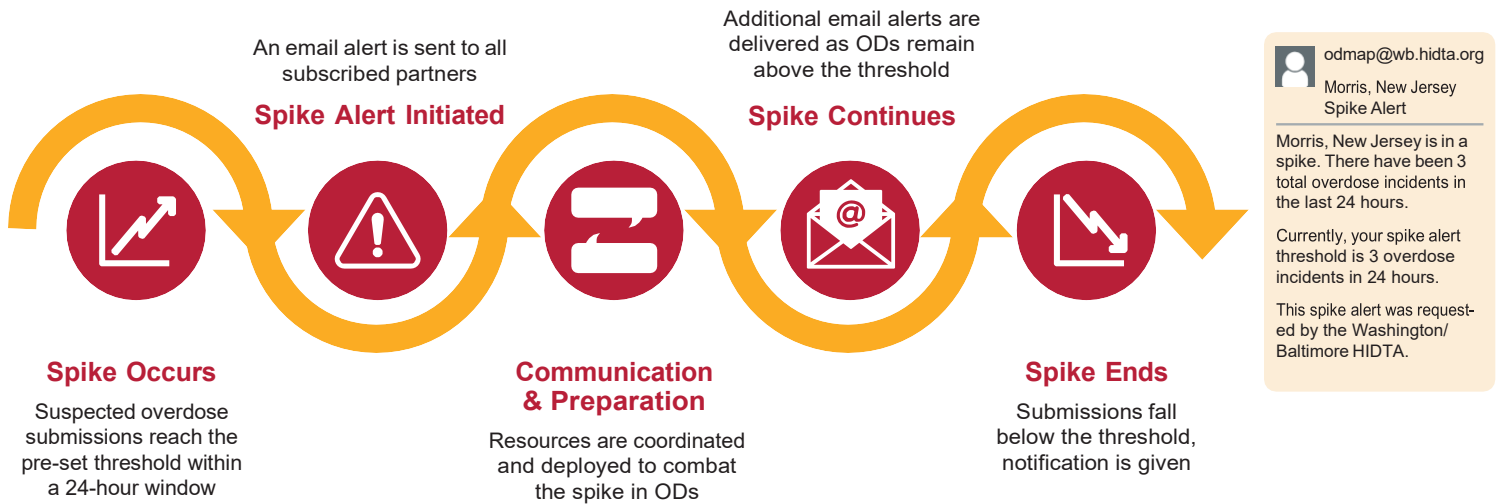 An email alert is sent to all
subscribed partners
Spike Alert Initiated
Additional email alerts are
delivered as ODs remain
above the threshold
Spike Continues
@
Spike Occurs
Suspected overdose
submissions reach the
pre-set threshold within
a 24-hour window
Communication
& Preparation
Resources are coordinated
and deployed to combat
the spike in ODs
Spike Ends
Submissions fall
below the threshold,
notification is given
odmap@wb.hidta.org
Morris, New Jersey
Spike Alert
Morris, New Jersey is in a
spike. There have been 3
total overdose incidents in
the last 24 hours.
Currently, your spike alert
threshold is 3 overdose
incidents in 24 hours.
This spike alert was request-
ed by the Washington/
Baltimore HIDTA.